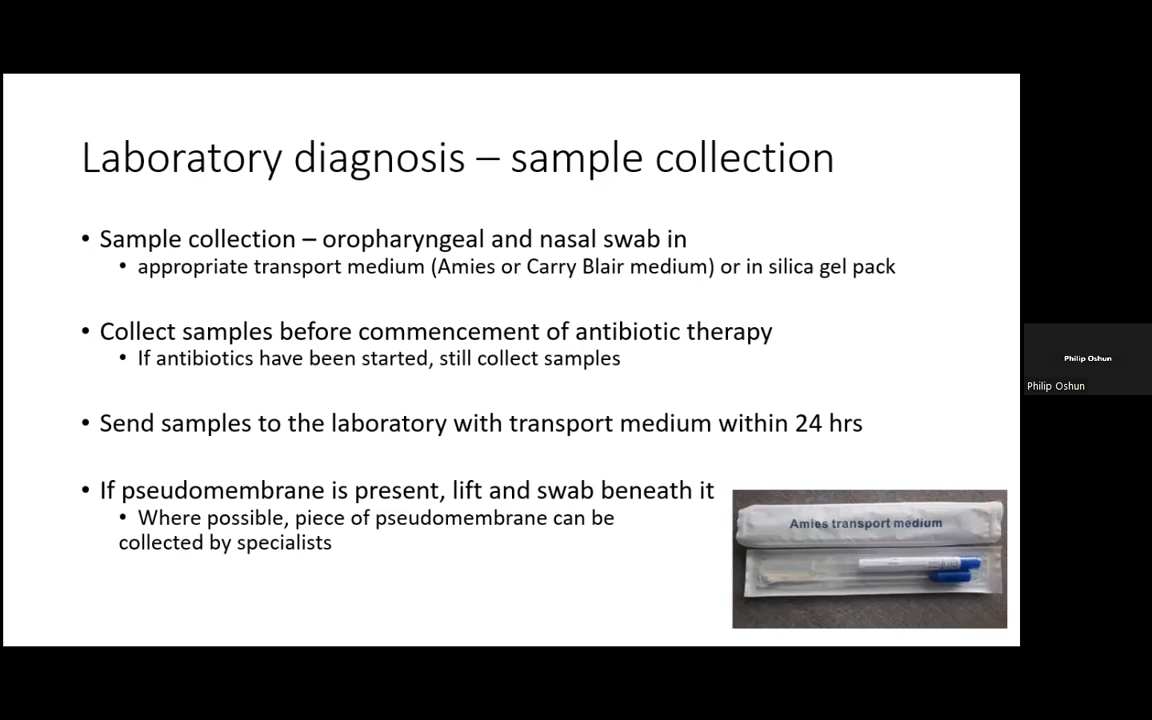 Laboratory diagnosis – sample collection
• Sample collection – oropharyngeal and nasal swab in
• appropriate transport medium (Amies or Carry Blair medium) or in silica gel pack
• Collect samples before commencement of antibiotic therapy
• If antibiotics have been started, still collect samples
• Send samples to the laboratory with transport medium within 24 hrs
• If pseudomembrane is present, lift and swab beneath it
• Where possible, piece of pseudomembrane can be
collected by specialists
Amies transport medium
Philip Oshun
Philip Oshun